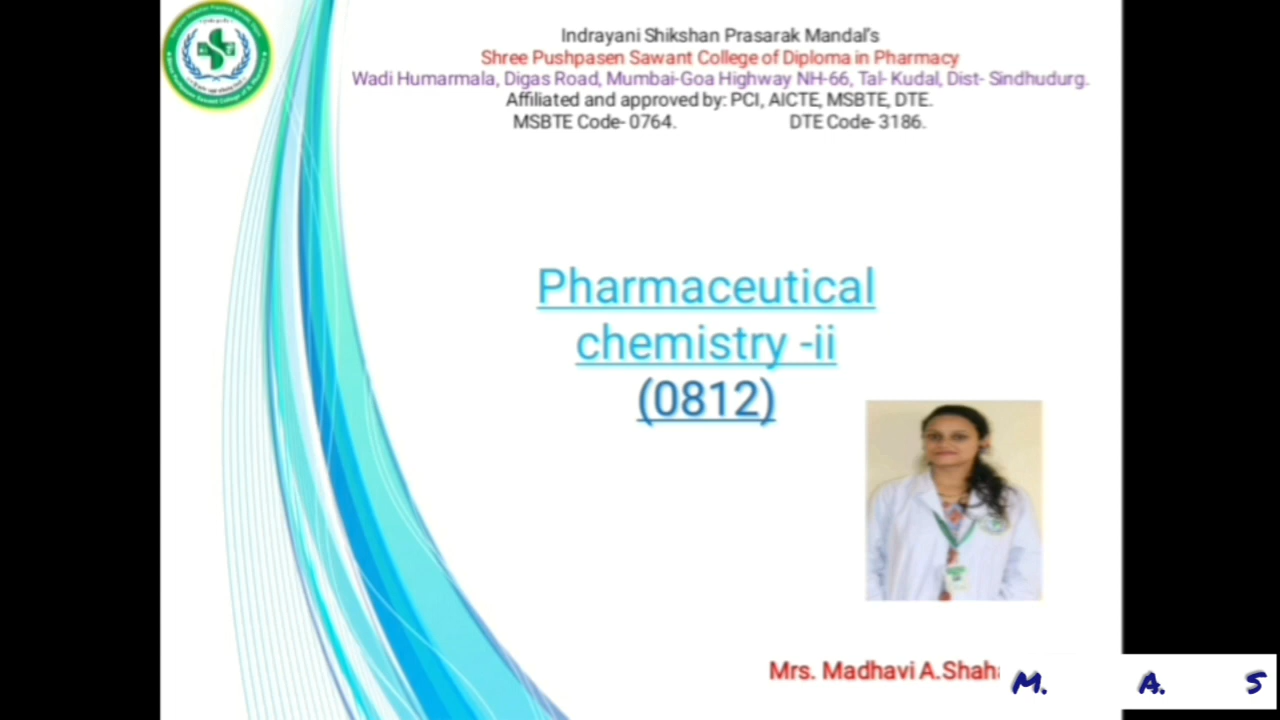 Indrayani Shikshan Prasarak Mandal's
Shree Pushpasen Sawant College of Diploma in Pharmacy
Wadi Humarmala, Digas Road, Mumbai-Goa Highway NH-66, Tal- Kudal, Dist- Sindhudurg.
Affiliated and approved by: PCI, AICTE, MSBTE, DTE.
MSBTE Code- 0764. DTE Code- 3186.
Pharmaceutical
chemistry -ii
(0812)
Mrs. Madhavi A.
M. A. S